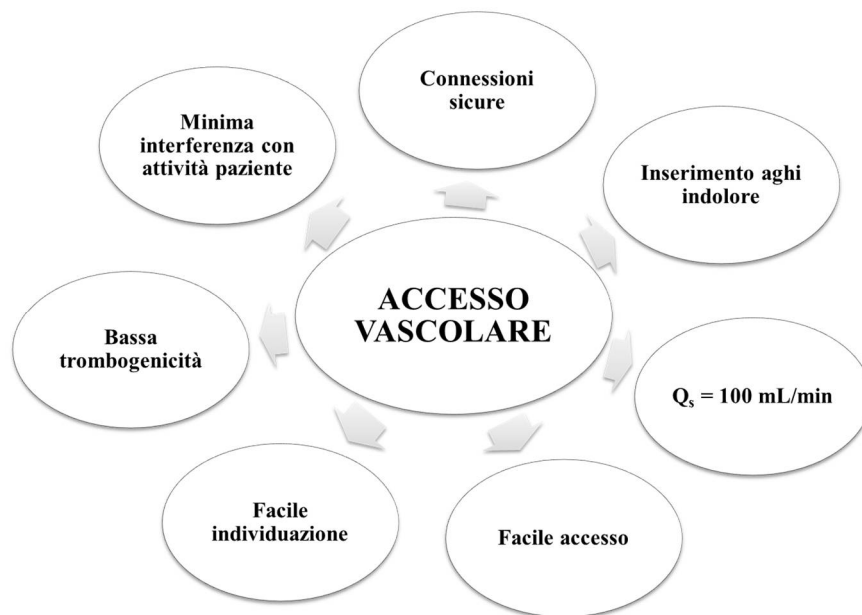 Connessioni
sicure
Minima
interferenza con
attività paziente
Inserimento aghi
indolore
ACCESSO
VASCOLARE
Bassa
trombogenicità
Qs = 100 mL/min
Facile
individuazione
Facile accesso